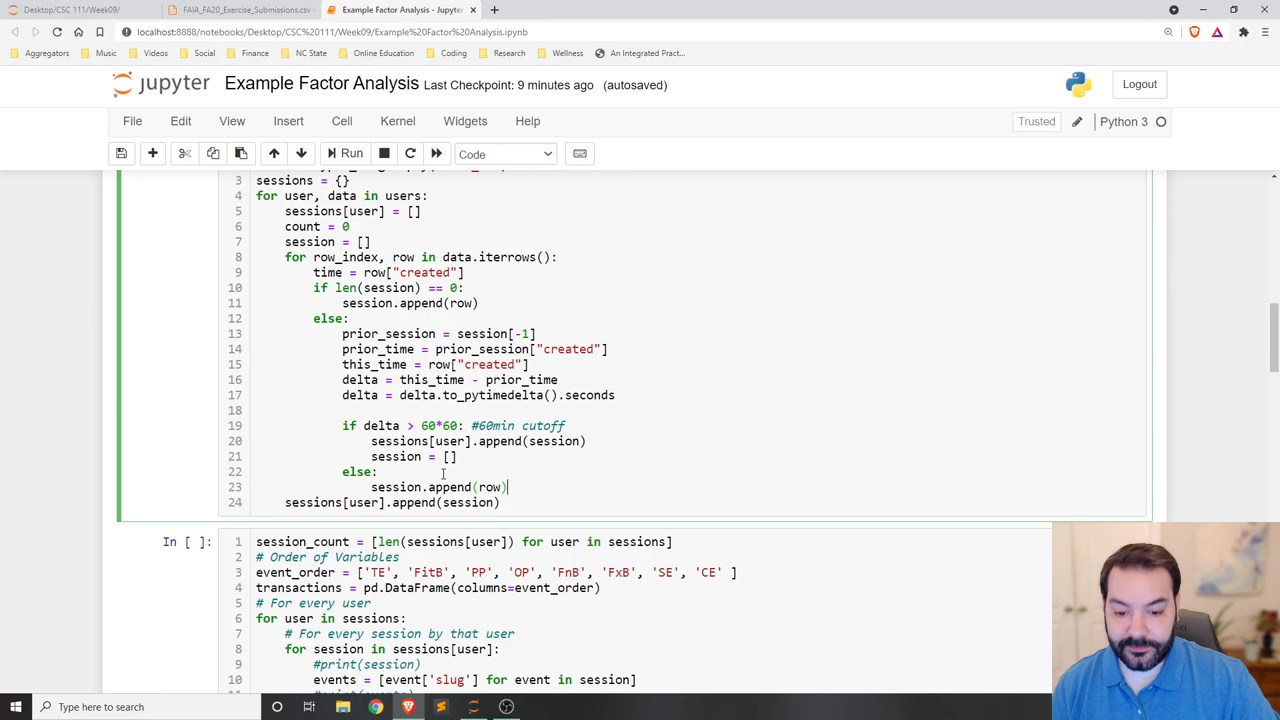 Desktop/CSC 111/Week09/
FAIA_FA20_Exercise_Submissions.csv
Example Factor Analysis - Jupyter
localhost:8888/notebooks/Desktop/CSC%20111/Week09/Example%20Factor%20Analysis.ipynb
Aggregators Music Videos Social Finance NC State Online Education Coding Research Wellness An Integrated Pract...
jupyter Example Factor Analysis Last Checkpoint: 9 minutes ago (autosaved) Logout
File Edit View Insert Cell Kernel Widgets Help Trusted Python 3
Run Code
3 sessions = {}
4 for user, data in users:
5 sessions[user] = []
6 count = 0
7 session = []
8 for row_index, row in data.iterrows():
9 time = row["created"]
10 if len(session) == 0:
11 session.append(row)
12 else:
13 prior_session = session[-1]
14 prior_time = prior_session["created"]
15 this_time = row["created"]
16 delta = this_time - prior_time
17 delta = delta.to_pytimedelta().seconds
18
19 if delta > 60*60: #60min cutoff
20 sessions[user].append(session)
21 session = []
22 else:
23 session.append(row)
24 sessions[user].append(session)
In [ ]: 1 session_count = [len(sessions[user]) for user in sessions]
2 # Order of Variables
3 event_order = ['TE', 'FitB', 'PP', 'OP', 'FnB', 'FxB', 'SE', 'CE' ]
4 transactions = pd.DataFrame(columns=event_order)
5 # For every user
6 for user in sessions:
7 # For every session by that user
8 for session in sessions[user]:
9 #print(session)
10 events = [event['slug'] for event in session]
11
Type here to search